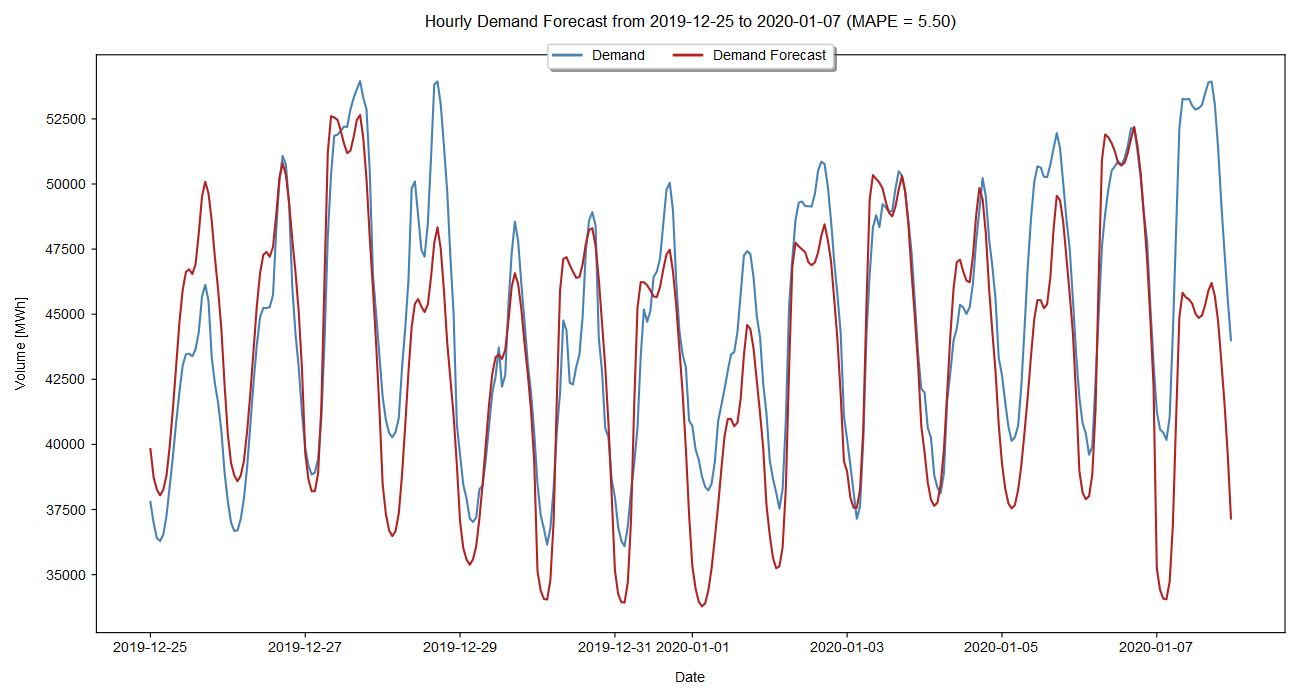 Hourly Demand Forecast from 2019-12-25 to 2020-01-07 (MAPE = 5.50)
Demand Demand Forecast
52500
50000
47500
45000
42500
40000
37500
35000
Volume [MWh]
2019-12-25 2019-12-27 2019-12-29 2019-12-31 2020-01-01 2020-01-03 2020-01-05 2020-01-07
Date